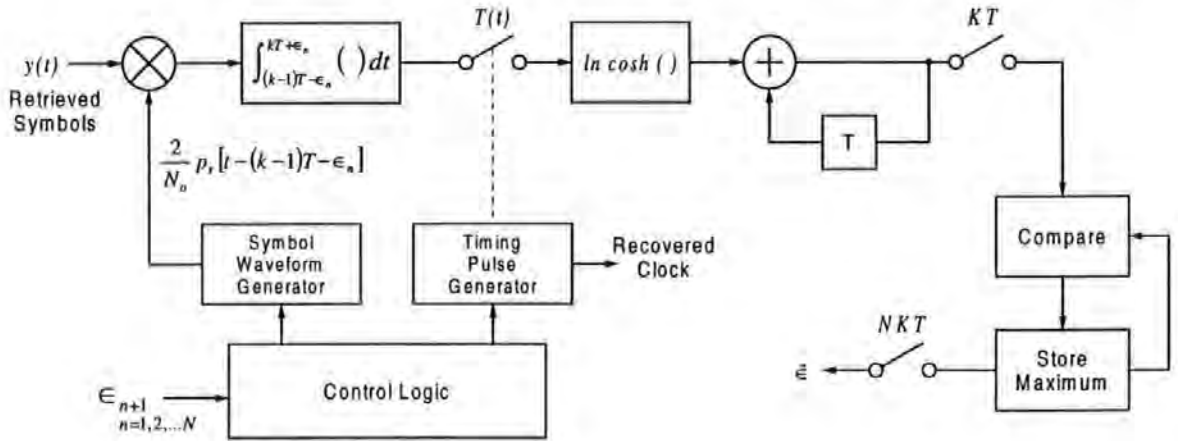 T(t)
KT
y(t)
∫_{(k-1)T-∈_n}^{kT+∈_n} ( ) dt
ln cosh ( )
Retrieved
Symbols
T
2/N_o p_s [t-(k-1)T-∈_n]
Symbol
Waveform
Generator
Timing
Pulse
Generator
Recovered
Clock
Compare
NKT
Store
Maximum
Control Logic
∈_{n+1}
n=1,2,...N